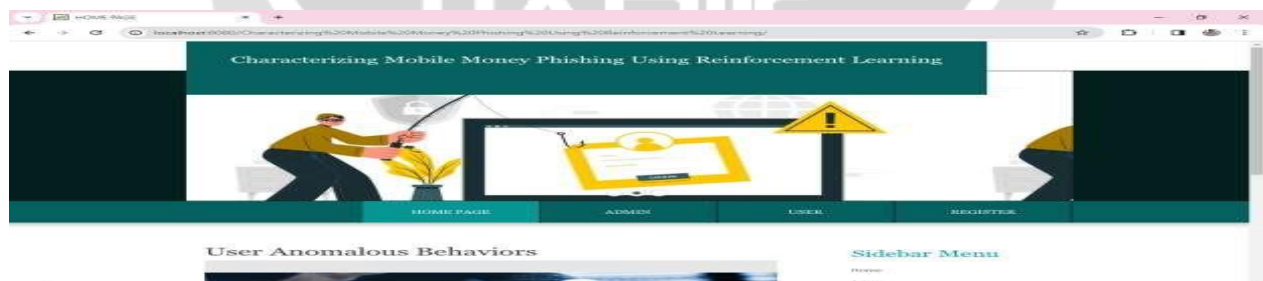 HOME PAGE
localhost:8080/Characterizing%20Mobile%20Money%20Phishing%20Using%20Reinforcement%20Learning/
Characterizing Mobile Money Phishing Using Reinforcement Learning
HOME PAGE
ADMIN
USER
REGISTER
User Anomalous Behaviors
Sidebar Menu
Home